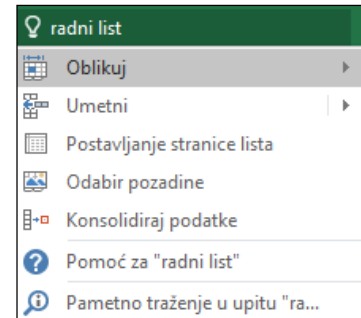 radni list
Oblikuj
Umetni
Postavljanje stranice lista
Odabir pozadine
Konsolidiraj podatke
Pomoć za "radni list"
Pametno traženje u upitu "ra...